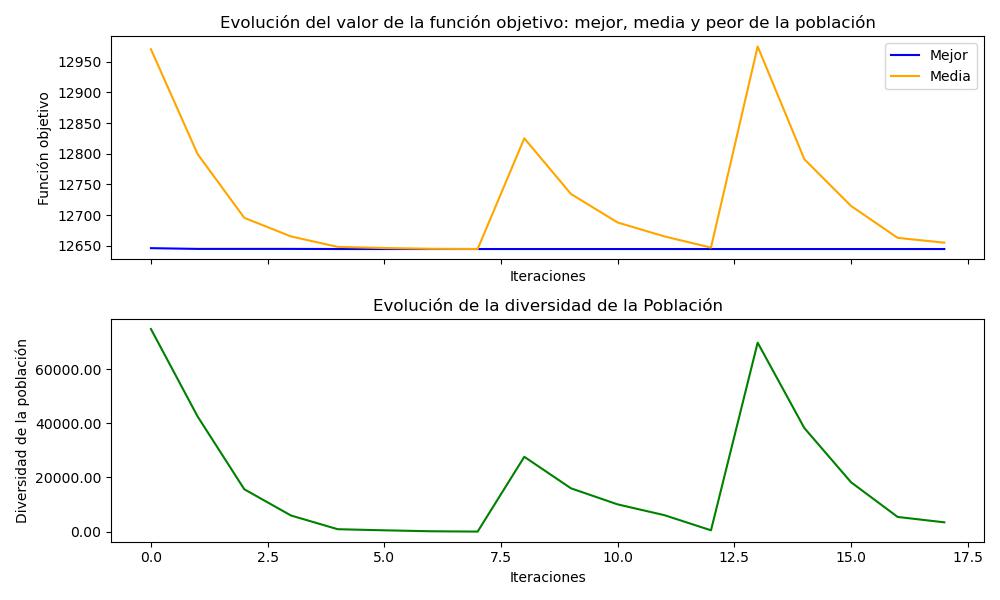 Evolución del valor de la función objetivo: mejor, media y peor de la población
Función objetivo
12950
12900
12850
12800
12750
12700
12650
Mejor
Media
Iteraciones
Evolución de la diversidad de la Población
Diversidad de la población
60000.00
40000.00
20000.00
0.00
0.0 2.5 5.0 7.5 10.0 12.5 15.0 17.5
Iteraciones